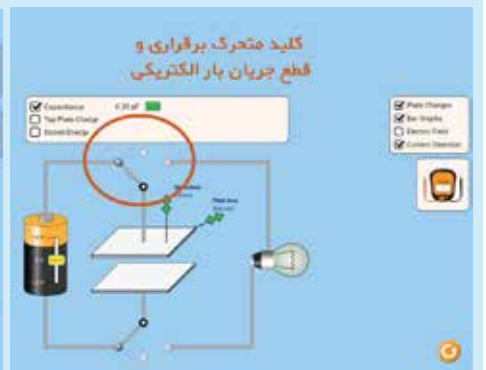 کلید متحرک برقراری و
قطع جریان بار الکتریکی
Capacitance
Top Plate Charge
Stored Energy
Plate Charges
Bar Graphs
Electric Field
Current Direction